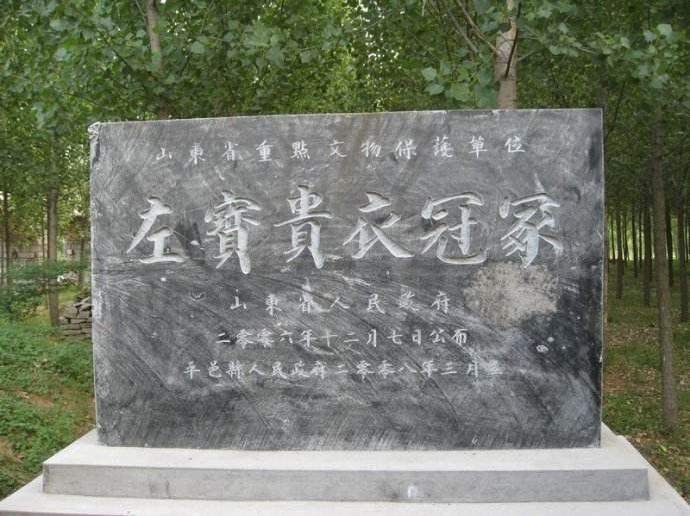 山東省重點文物保護单位
左寳貴衣冠冢
山東省人民政府
二零零六年十二月七日公布
平邑縣人民政府二零零八年三月立